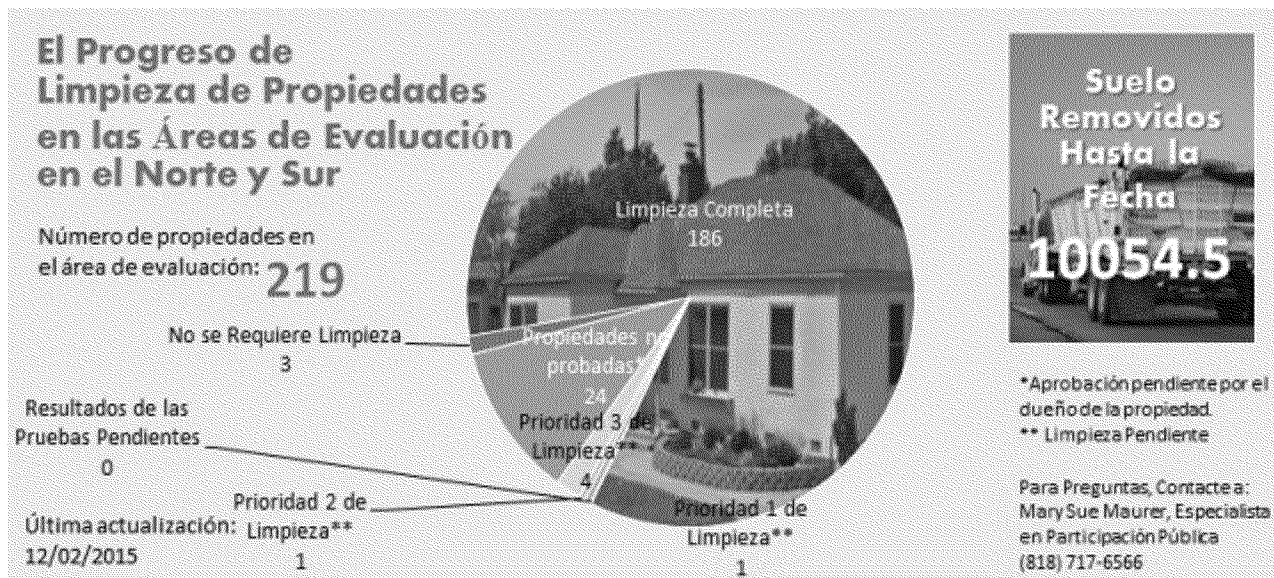 El Progreso de
Limpieza de Propiedades
en las Áreas de Evaluación
en el Norte y Sur
Número de propiedades en
el área de evaluación: 219
No se Requiere Limpieza
3
Resultados de las
Pruebas Pendientes
0
Prioridad 2 de
Limpieza**
1
Última actualización:
12/02/2015
Limpieza Completa
186
Propiedades no
probadas*
24
Prioridad 3 de
Limpieza**
4
Prioridad 1 de
Limpieza**
1
Suelo
Removidos
Hasta la
Fecha
10054.5
*Aprobación pendiente por el
dueño de la propiedad.
** Limpieza Pendiente
Para Preguntas, Contacte a:
Mary Sue Maurer, Especialista
en Participación Pública
(818) 717-6566